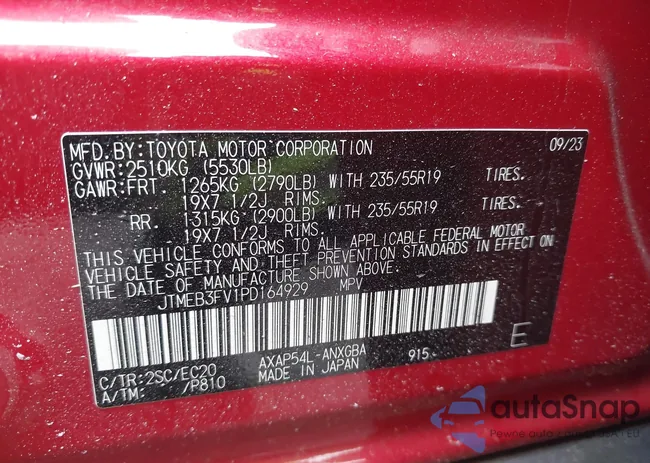 MFD.BY:TOYOTA MOTOR CORPORATION 09/23
GVWR:2510KG (5530LB)
GAWR:FRT. 1265KG (2790LB) WITH 235/55R19 TIRES.
19X7 1/2J RIMS.
RR. 1315KG (2900LB) WITH 235/55R19 TIRES.
19X7 1/2J RIMS.
THIS VEHICLE CONFORMS TO ALL APPLICABLE FEDERAL MOTOR
VEHICLE SAFETY AND THEFT PREVENTION STANDARDS IN EFFECT ON
THE DATE OF MANUFACTURE SHOWN ABOVE.
JTMEB3FV1PD164929 MPV
C/TR:2SC/EC20 AXAP54L-ANXGBA 915
A/TM: /P810 MADE IN JAPAN E
autaSnap
Pewne auto